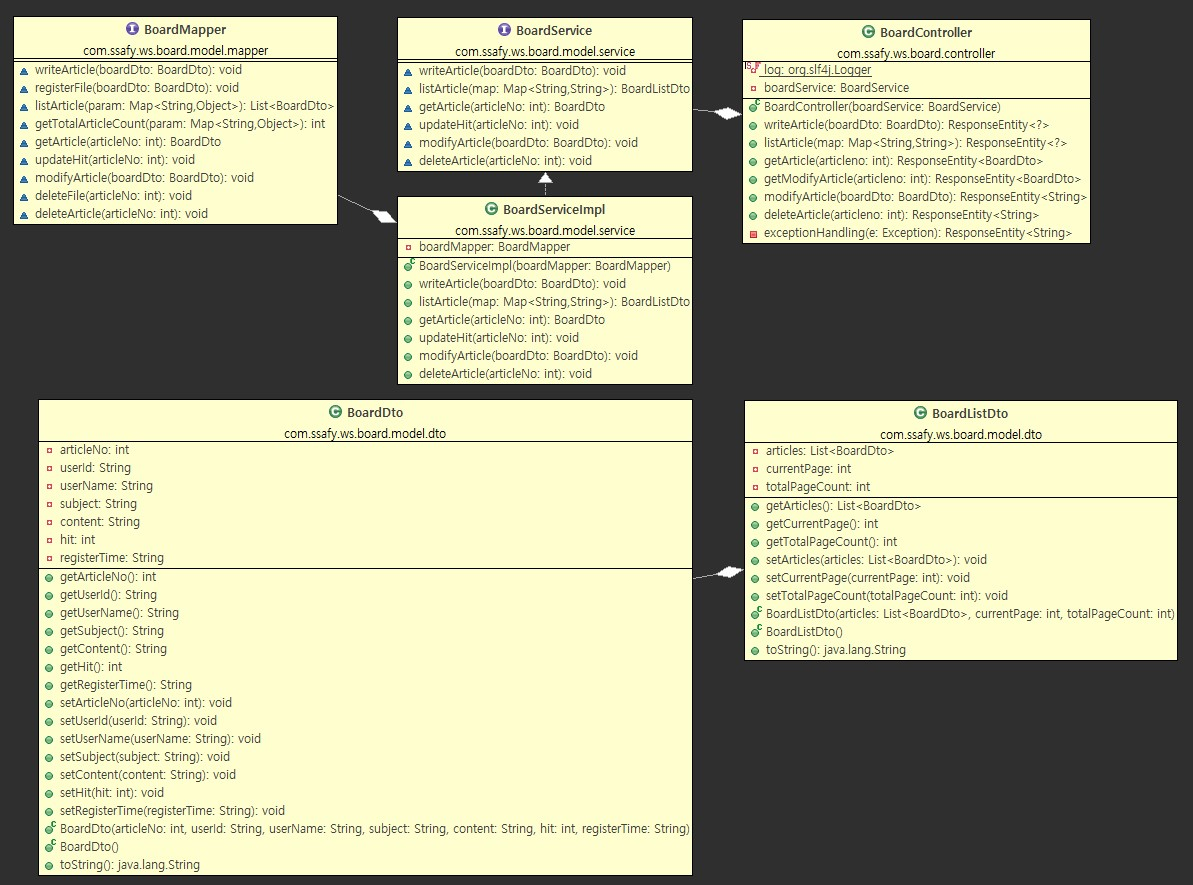 BoardMapper
com.ssafy.ws.board.model.mapper
writeArticle(boardDto: BoardDto): void
registerFile(boardDto: BoardDto): void
listArticle(param: Map<String,Object>): List<BoardDto>
getTotalArticleCount(param: Map<String,Object>): int
getArticle(articleNo: int): BoardDto
updateHit(articleNo: int): void
modifyArticle(boardDto: BoardDto): void
deleteFile(articleNo: int): void
deleteArticle(articleNo: int): void
BoardService
com.ssafy.ws.board.model.service
writeArticle(boardDto: BoardDto): void
listArticle(map: Map<String,String>): BoardListDto
getArticle(articleNo: int): BoardDto
updateHit(articleNo: int): void
modifyArticle(boardDto: BoardDto): void
deleteArticle(articleNo: int): void
BoardController
com.ssafy.ws.board.controller
log: org.slf4j.Logger
boardService: BoardService
BoardController(boardService: BoardService)
writeArticle(boardDto: BoardDto): ResponseEntity<?>
listArticle(map: Map<String,String>): ResponseEntity<?>
getArticle(articleno: int): ResponseEntity<BoardDto>
getModifyArticle(articleno: int): ResponseEntity<BoardDto>
modifyArticle(boardDto: BoardDto): ResponseEntity<String>
deleteArticle(articleno: int): ResponseEntity<String>
exceptionHandling(e: Exception): ResponseEntity<String>
BoardServiceImpl
com.ssafy.ws.board.model.service
boardMapper: BoardMapper
BoardServiceImpl(boardMapper: BoardMapper)
writeArticle(boardDto: BoardDto): void
listArticle(map: Map<String,String>): BoardListDto
getArticle(articleNo: int): BoardDto
updateHit(articleNo: int): void
modifyArticle(boardDto: BoardDto): void
deleteArticle(articleNo: int): void
BoardDto
com.ssafy.ws.board.model.dto
articleNo: int
userId: String
userName: String
subject: String
content: String
hit: int
registerTime: String
getArticleNo(): int
getUserId(): String
getUserName(): String
getSubject(): String
getContent(): String
getHit(): int
getRegisterTime(): String
setArticleNo(articleNo: int): void
setUserId(userId: String): void
setUserName(userName: String): void
setSubject(subject: String): void
setContent(content: String): void
setHit(hit: int): void
setRegisterTime(registerTime: String): void
BoardDto(articleNo: int, userId: String, userName: String, subject: String, content: String, hit: int, registerTime: String)
BoardDto()
toString(): java.lang.String
BoardListDto
com.ssafy.ws.board.model.dto
articles: List<BoardDto>
currentPage: int
totalPageCount: int
getArticles(): List<BoardDto>
getCurrentPage(): int
getTotalPageCount(): int
setArticles(articles: List<BoardDto>): void
setCurrentPage(currentPage: int): void
setTotalPageCount(totalPageCount: int): void
BoardListDto(articles: List<BoardDto>, currentPage: int, totalPageCount: int)
BoardListDto()
toString(): java.lang.String